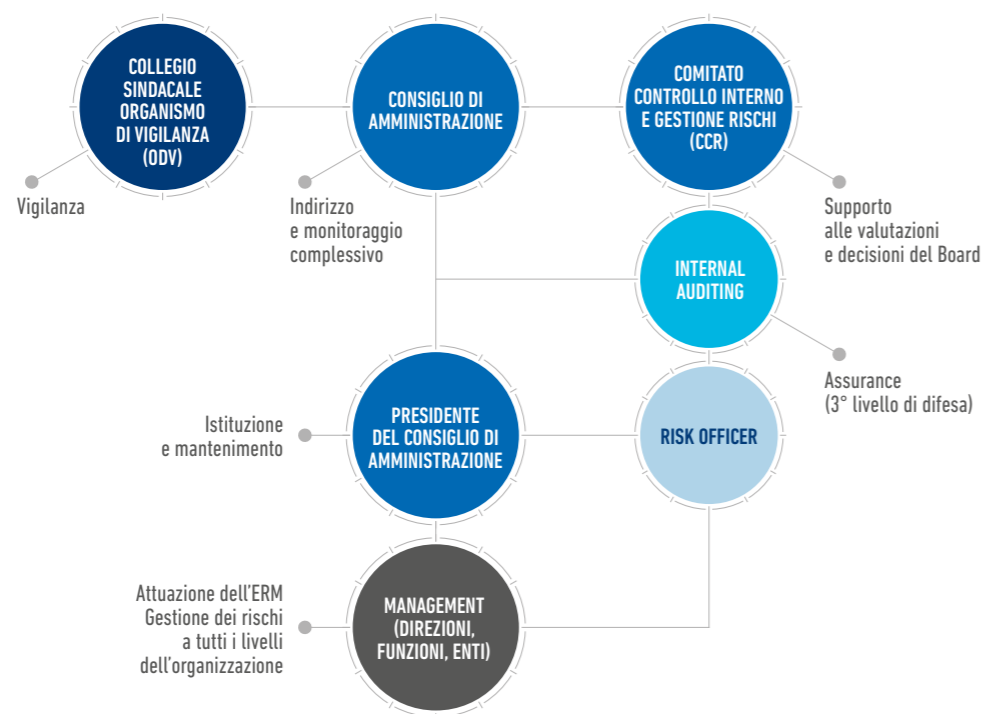 COLLEGIO
SINDACALE
ORGANISMO
DI VIGILANZA
(ODV)
CONSIGLIO DI
AMMINISTRAZIONE
COMITATO
CONTROLLO INTERNO
E GESTIONE RISCHI
(CCR)
Vigilanza
Indirizzo
e monitoraggio
complessivo
Supporto
alle valutazioni
e decisioni del Board
INTERNAL
AUDITING
Assurance
(3° livello di difesa)
Istituzione
e mantenimento
PRESIDENTE
DEL CONSIGLIO DI
AMMINISTRAZIONE
RISK OFFICER
Attuazione dell'ERM
Gestione dei rischi
a tutti i livelli
dell'organizzazione
MANAGEMENT
(DIREZIONI,
FUNZIONI, ENTI)